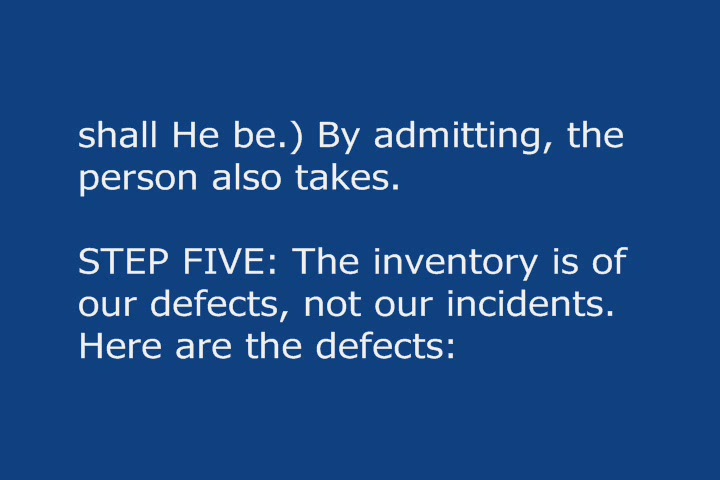 shall He be.) By admitting, the
person also takes.
STEP FIVE: The inventory is of
our defects, not our incidents.
Here are the defects: